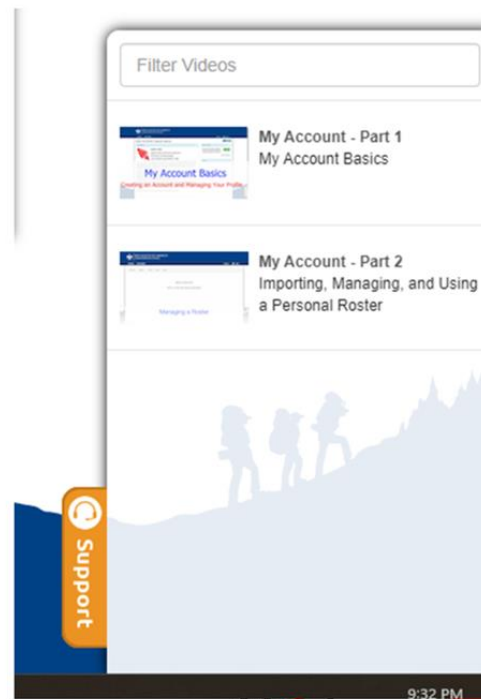 Filter Videos
My Account - Part 1
My Account Basics
My Account Basics
Creating an Account and Managing Your Profile
My Account - Part 2
Importing, Managing, and Using
a Personal Roster
Managing a Roster
Support
9:32 PM